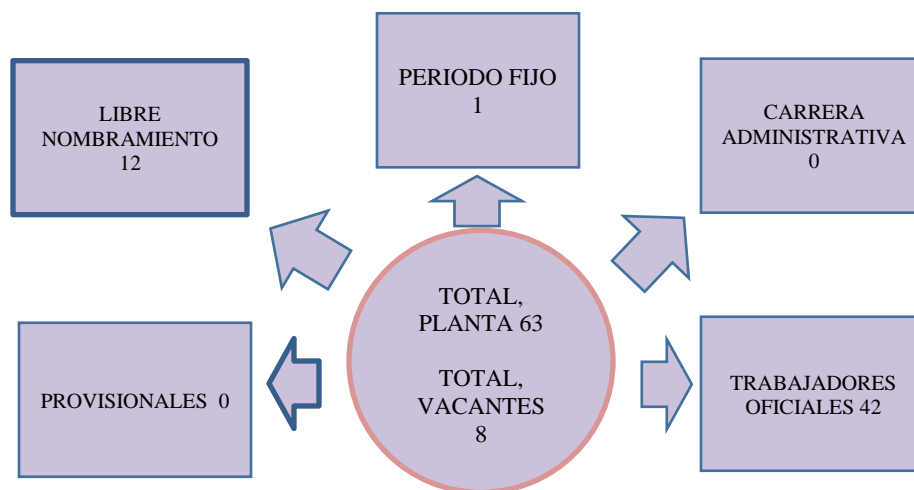 LIBRE
NOMBRAMIENTO
12
PERIODO FIJO
1
CARRERA
ADMINISTRATIVA
0
TOTAL,
PLANTA 63
TOTAL,
VACANTES
8
PROVISIONALES 0
TRABAJADORES
OFICIALES 42